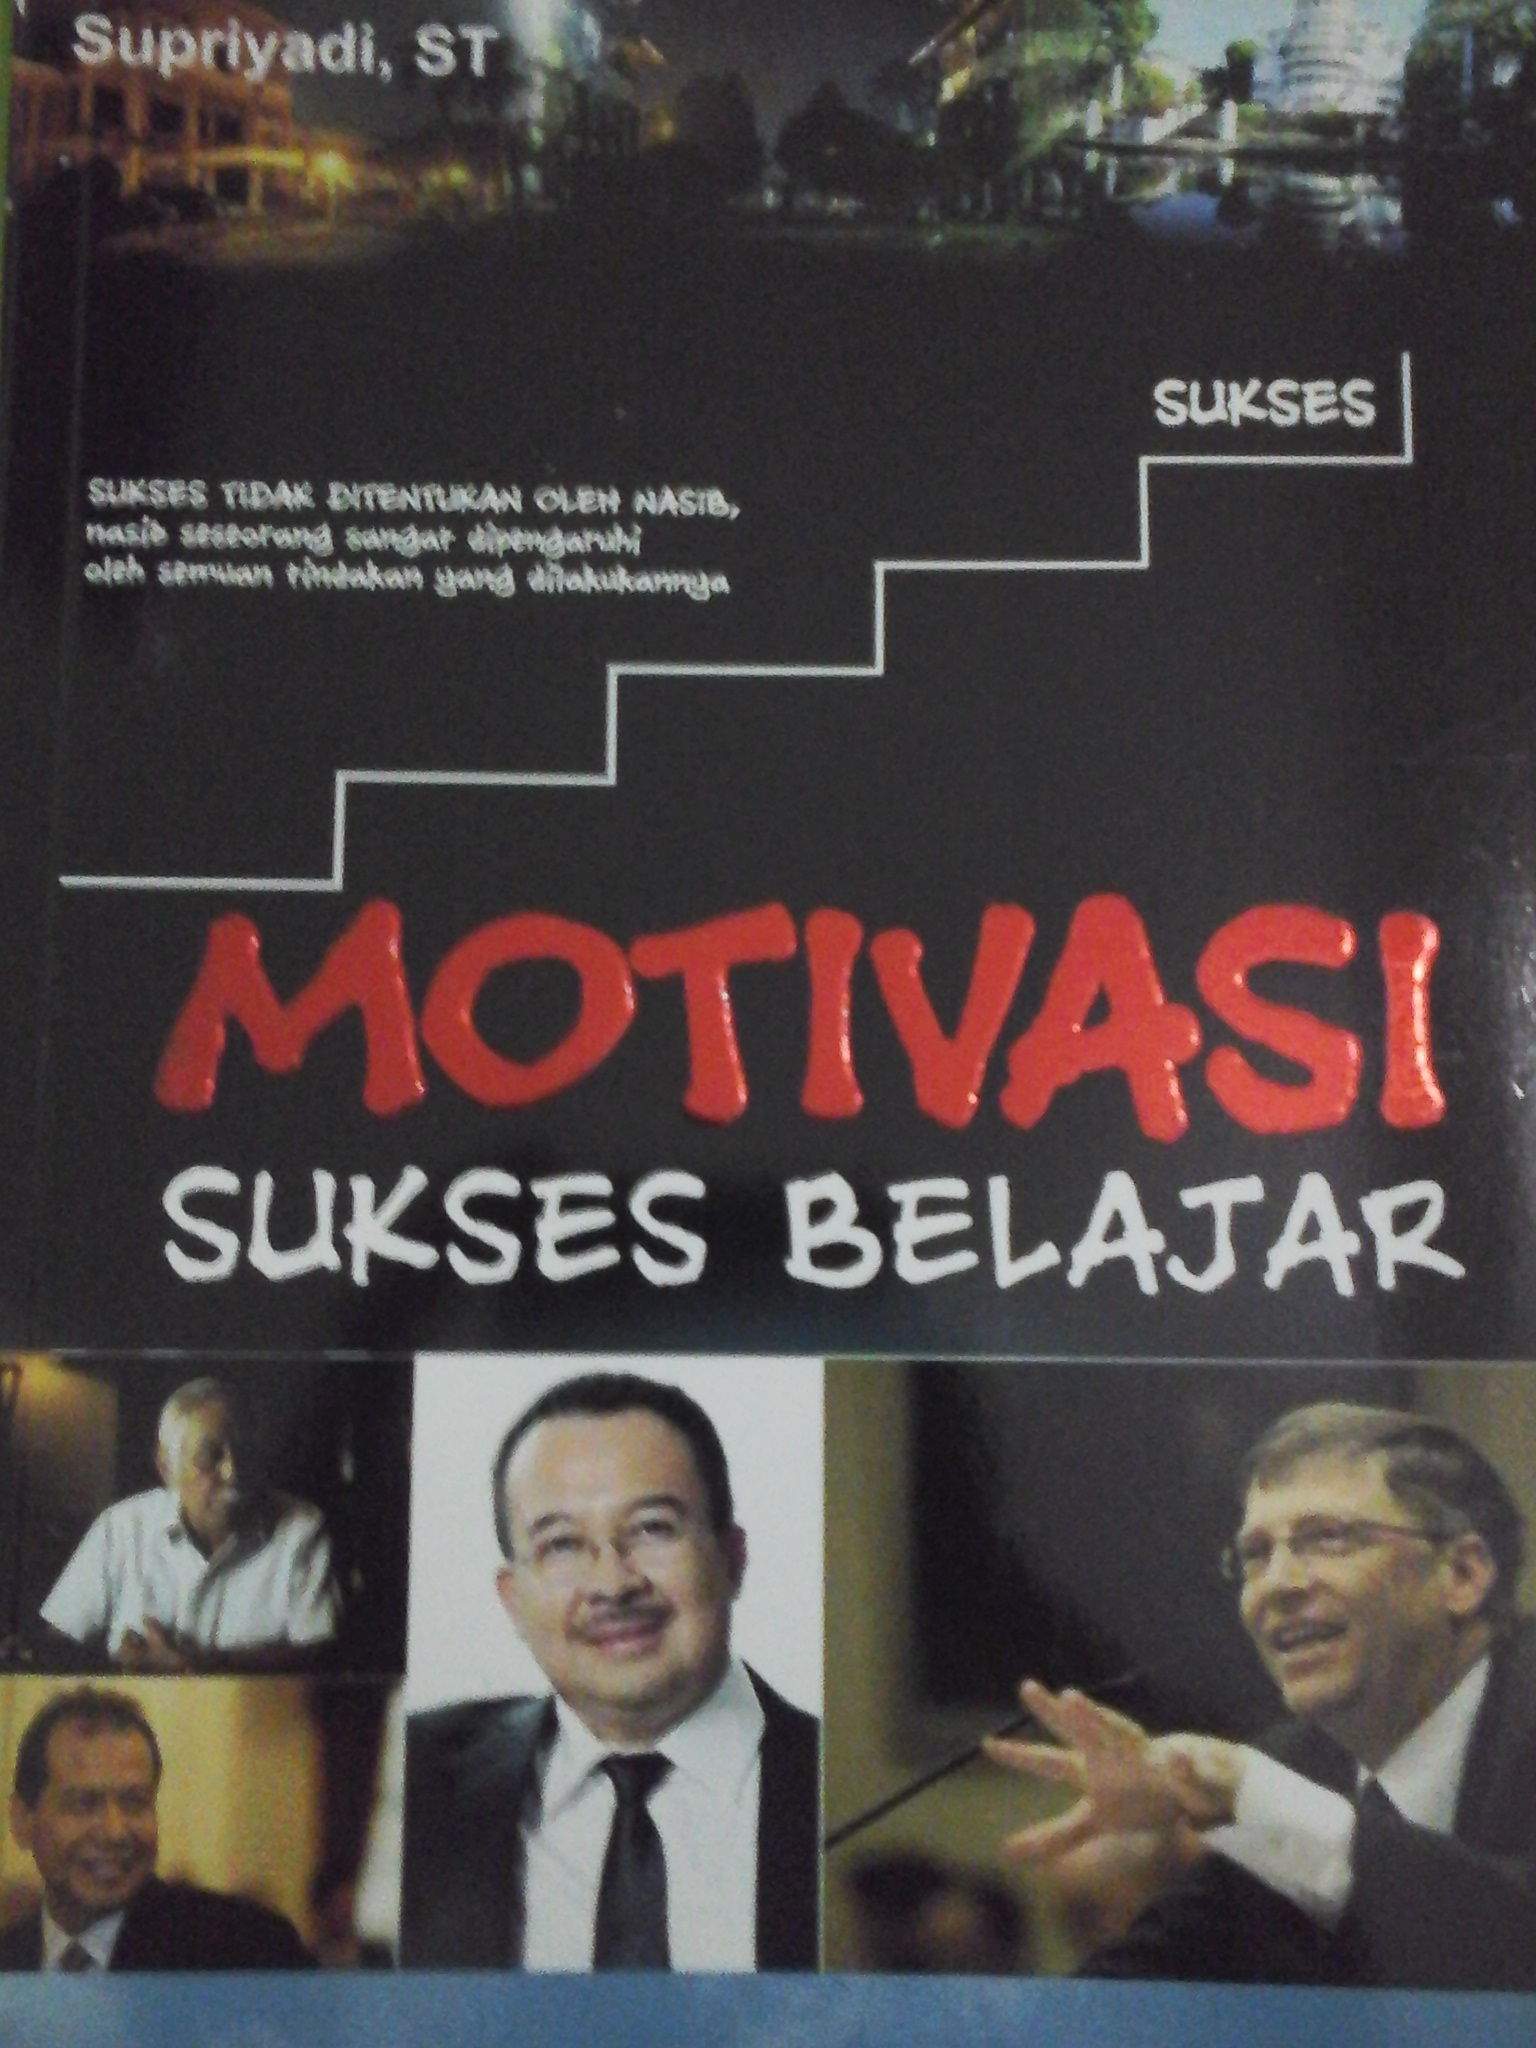 Supriyadi, ST
SUKSES
SUKSES TIDAK DITENTUKAN OLEH NASIB,
nasib seseorang sangat dipengaruhi
oleh semuan tindakan yang dilakukannya
MOTIVASI
SUKSES BELAJAR